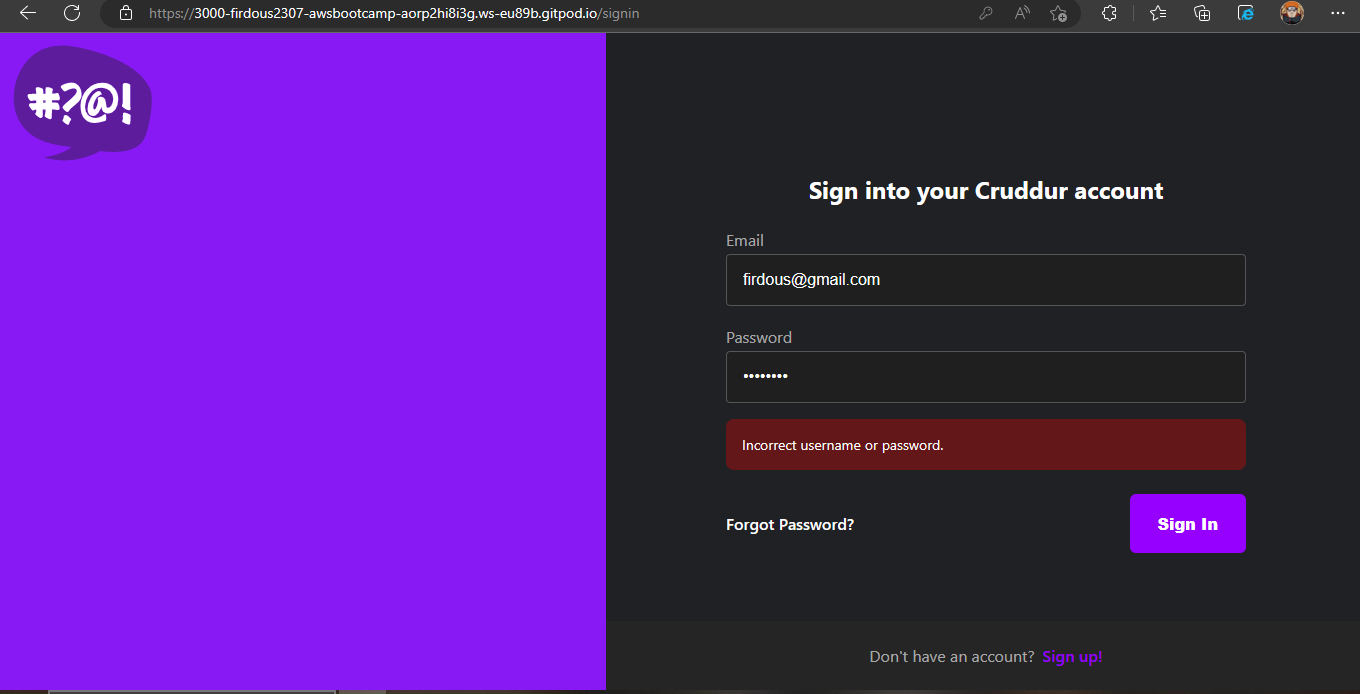 https://3000-firdous2307-awsbootcamp-aorp2hi8i3g.ws-eu89b.gitpod.io/signin
#?@!
Sign into your Cruddur account
Email
firdous@gmail.com
Password
••••••••
Incorrect username or password.
Forgot Password?
Sign In
Don't have an account? Sign up!